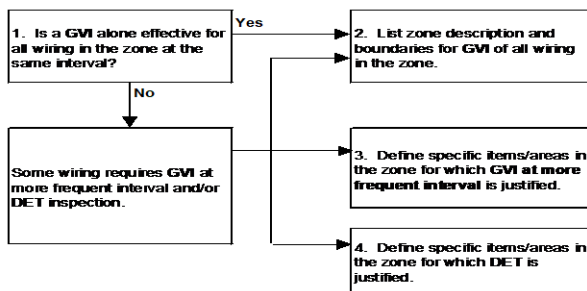 1. Is a GVI alone effective for
all wiring in the zone at the
same interval?
Yes
2. List zone description and
boundaries for GVI of all wiring
in the zone.
No
Some wiring requires GVI at
more frequent interval and/or
DET inspection.
3. Define specific items/areas in
the zone for which GVI at more
frequent interval is justified.
4. Define specific items/areas in
the zone for which DET is
justified.